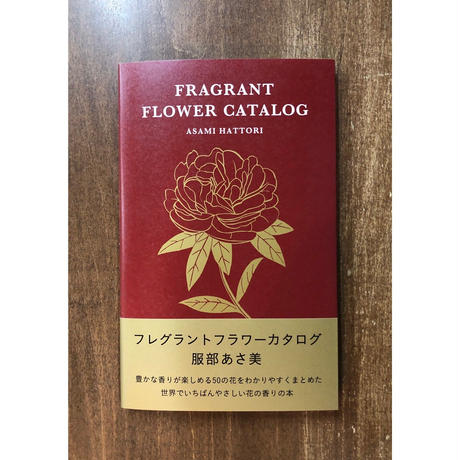 FRAGRANT
FLOWER CATALOG
ASAMI HATTORI
フレグラントフラワーカタログ
服部あさ美
豊かな香りが楽しめる50の花をわかりやすくまとめた
世界でいちばんやさしい花の香りの本